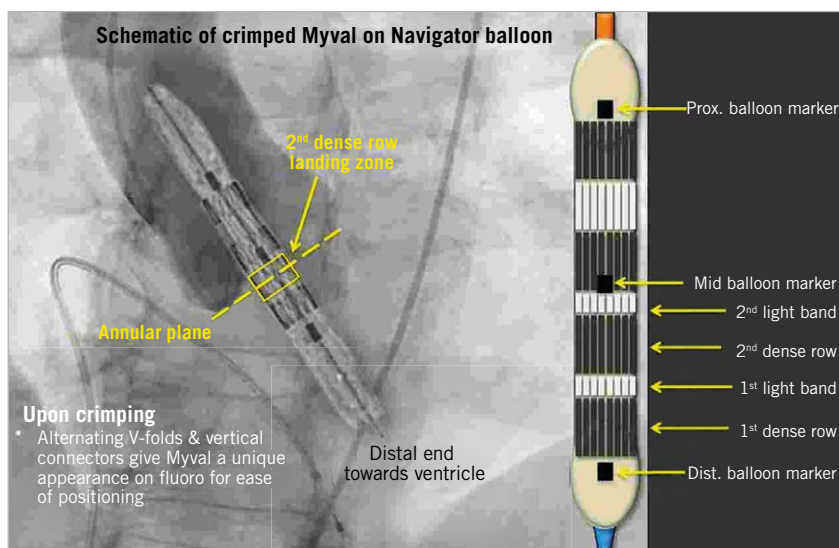 Schematic of crimped Myval on Navigator balloon
2nd dense row
landing zone
Annular plane
Upon crimping
* Alternating V-folds & vertical
connectors give Myval a unique
appearance on fluoro for ease
of positioning
Distal end
towards ventricle
Prox. balloon marker
Mid balloon marker
2nd light band
2nd dense row
1st light band
1st dense row
Dist. balloon marker